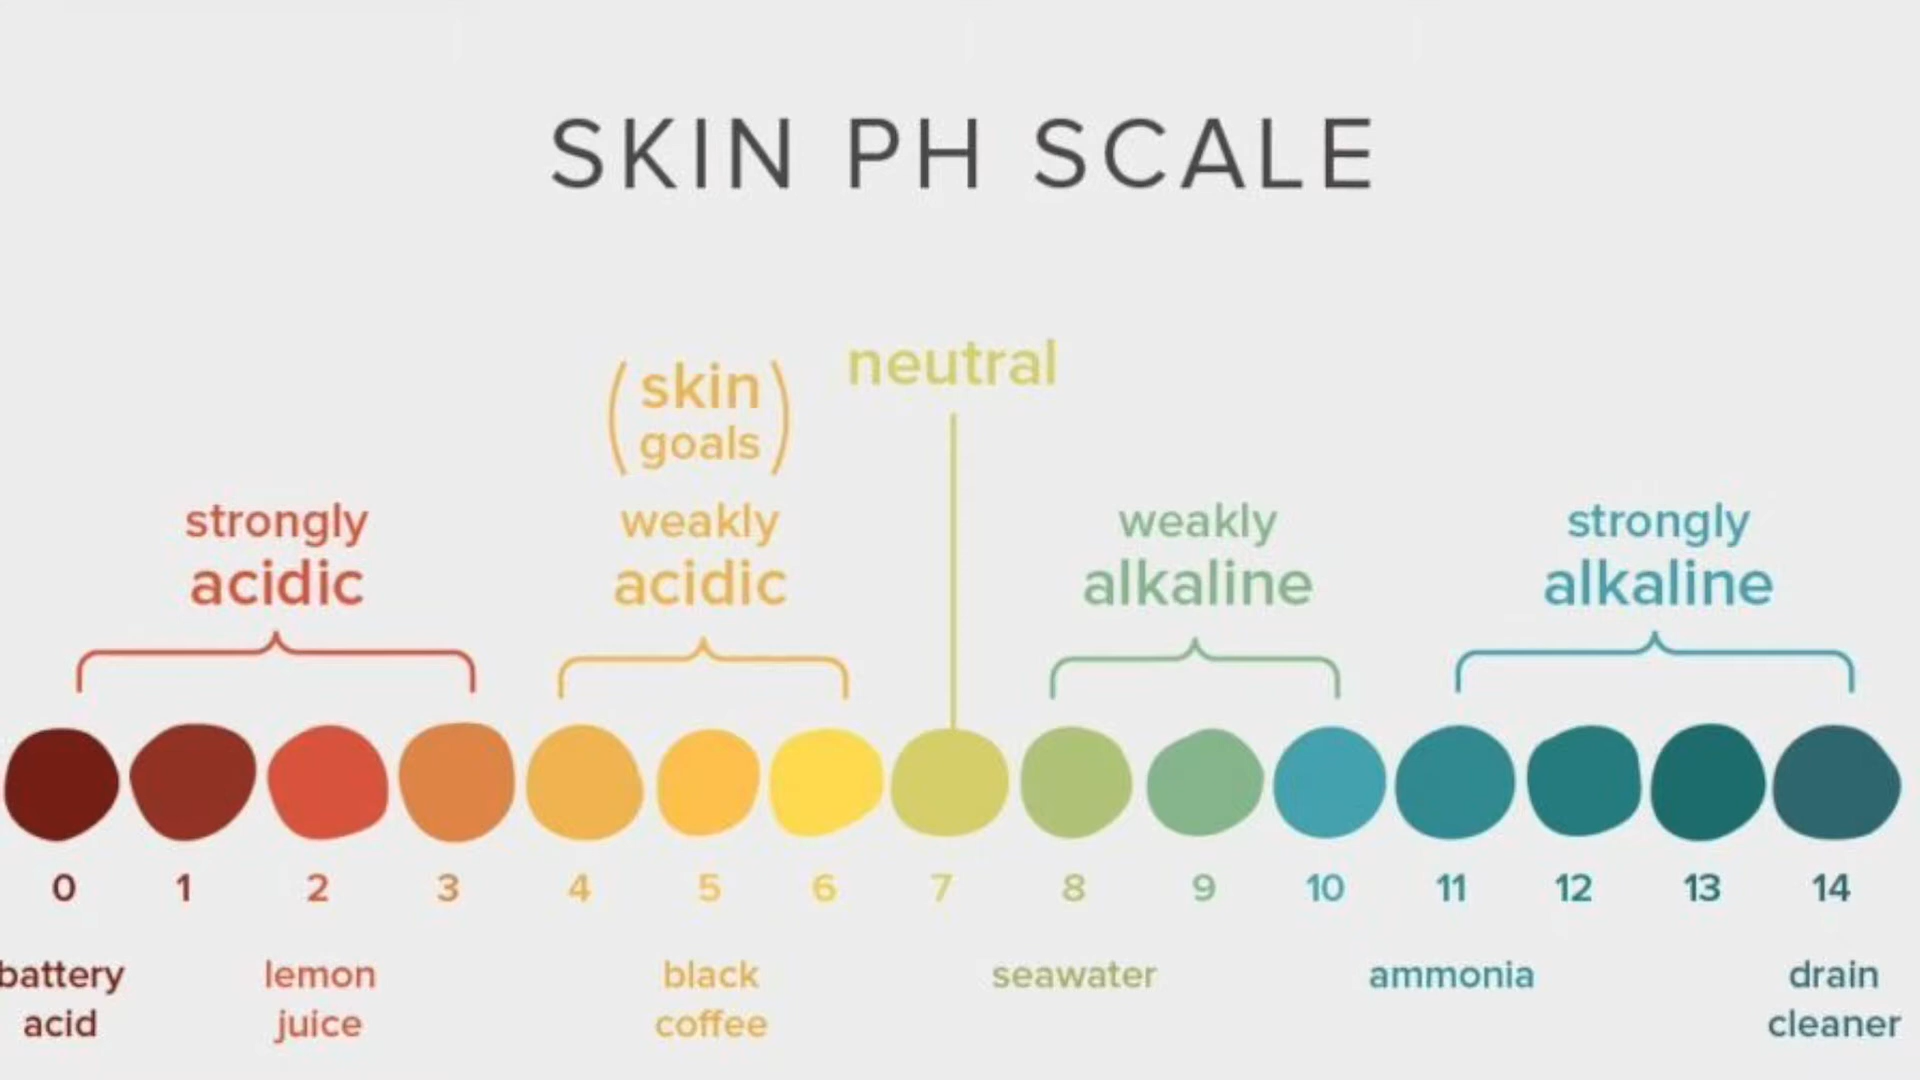 SKIN PH SCALE
( skin
goals )
neutral
strongly
acidic
weakly
acidic
weakly
alkaline
strongly
alkaline
0 1 2 3 4 5 6 7 8 9 10 11 12 13 14
battery
acid
lemon
juice
black
coffee
seawater
ammonia
drain
cleaner